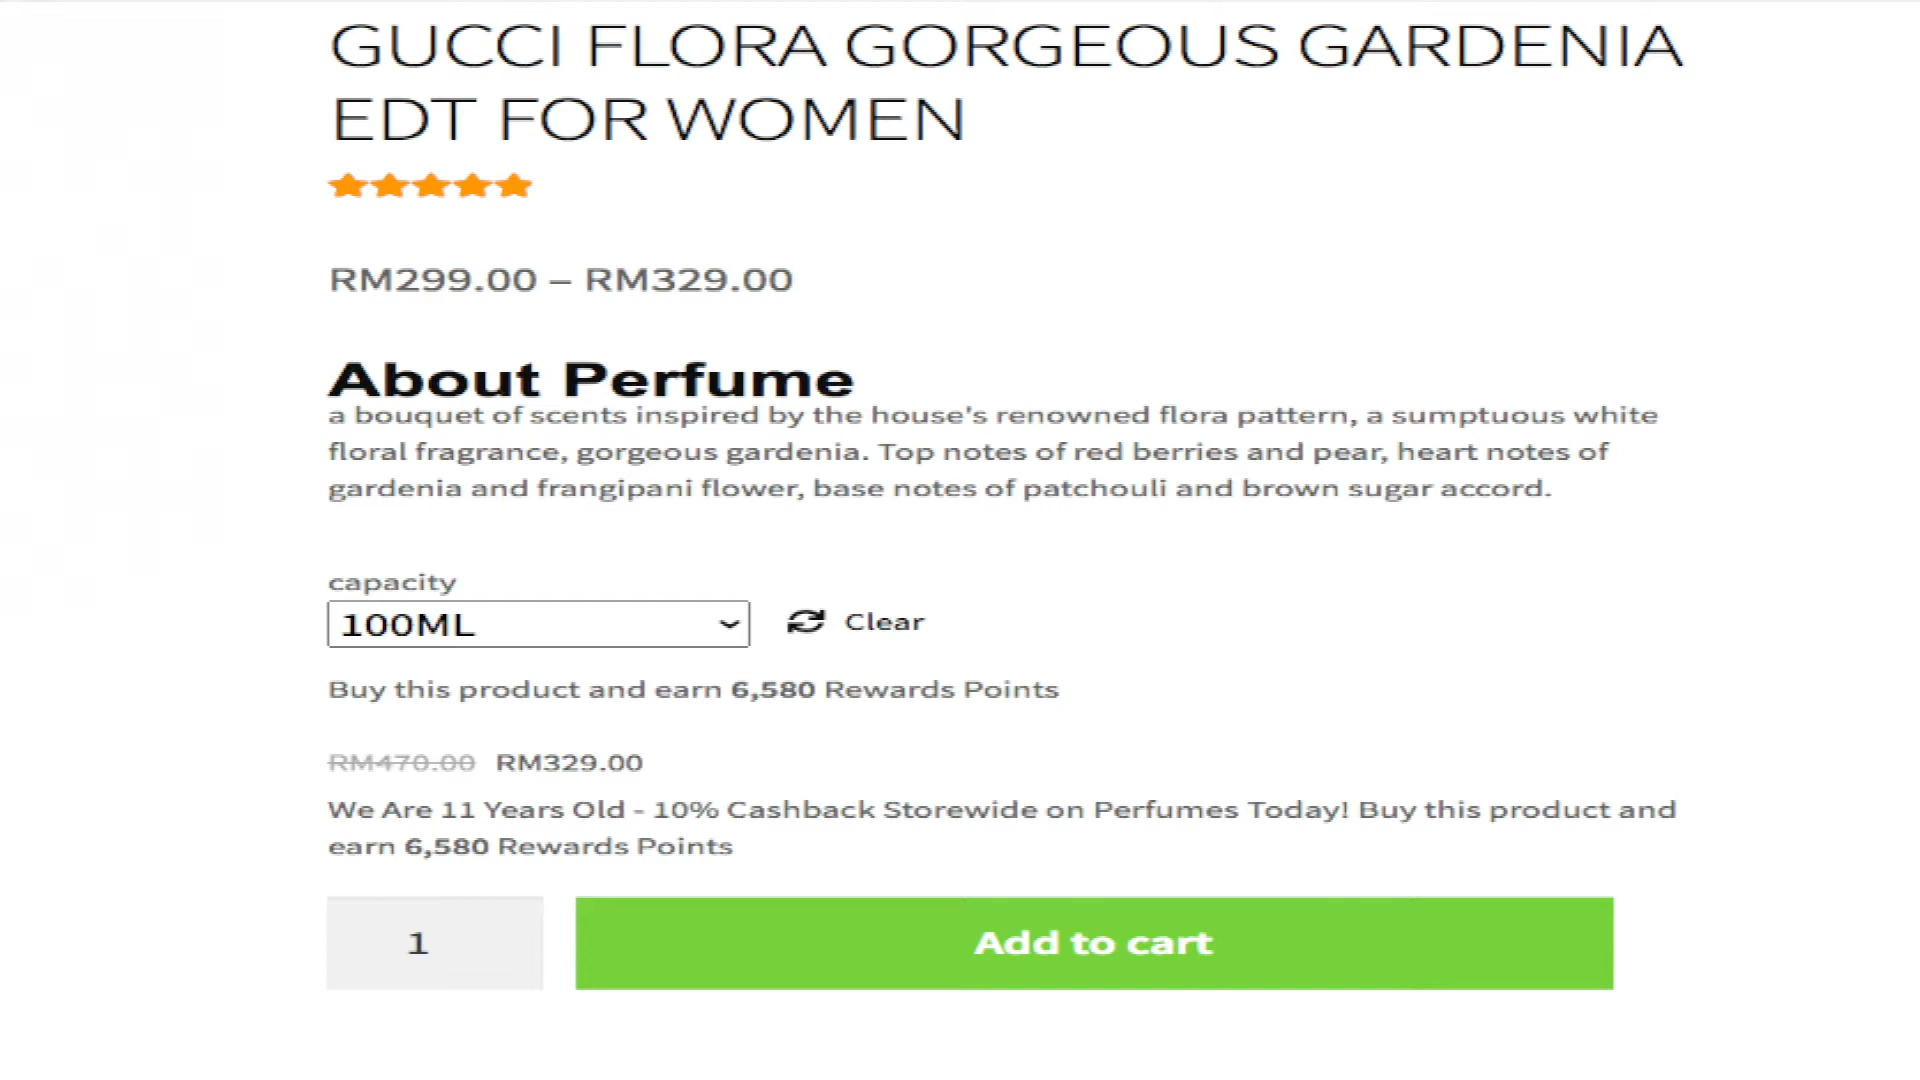 GUCCI FLORA GORGEOUS GARDENIA
EDT FOR WOMEN
RM299.00 – RM329.00
About Perfume
a bouquet of scents inspired by the house's renowned flora pattern, a sumptuous white
floral fragrance, gorgeous gardenia. Top notes of red berries and pear, heart notes of
gardenia and frangipani flower, base notes of patchouli and brown sugar accord.
capacity
100ML
Clear
Buy this product and earn 6,580 Rewards Points
RM470.00 RM329.00
We Are 11 Years Old - 10% Cashback Storewide on Perfumes Today! Buy this product and
earn 6,580 Rewards Points
1
Add to cart